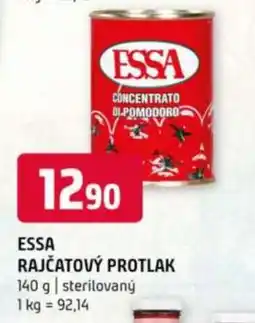 ESSA
CONCENTRATO
DI POMODORO
12 90
ESSA
RAJČATOVÝ PROTLAK
140 g | sterilovaný
1 kg = 92,14